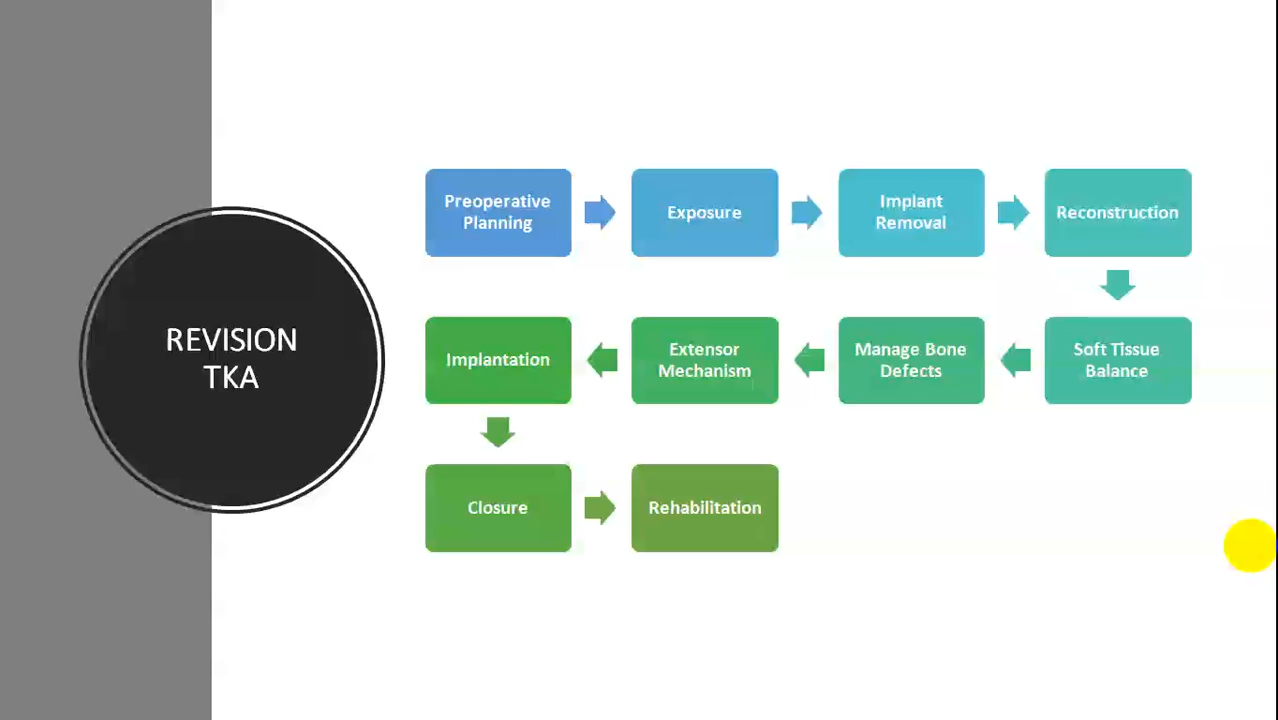 REVISION
TKA
Preoperative
Planning
Exposure
Implant
Removal
Reconstruction
Soft Tissue
Balance
Manage Bone
Defects
Extensor
Mechanism
Implantation
Closure
Rehabilitation